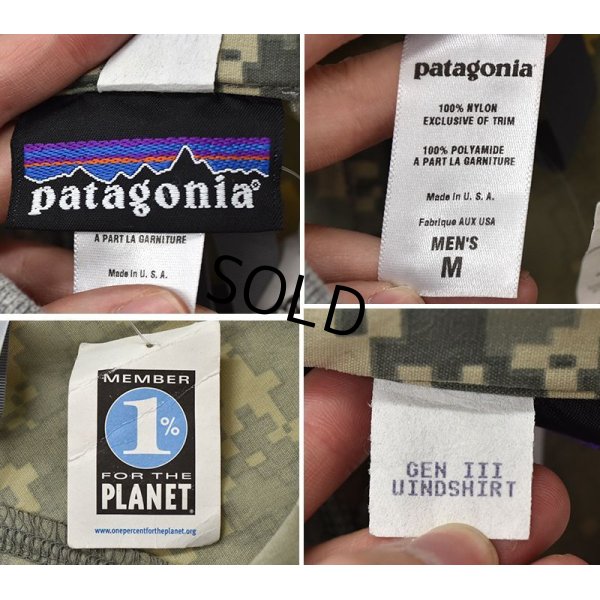 patagonia®
A PART LA GARNITURE
Made in U. S. A.
patagonia®
100% NYLON
EXCLUSIVE OF TRIM
100% POLYAMIDE
A PART LA GARNITURE
Made in U. S. A.
Fabrique AUX USA
MEN'S
M
SOLD
MEMBER
1%
FOR THE
PLANET
www.onepercentfortheplanet.org
GEN III
WINDSHIRT